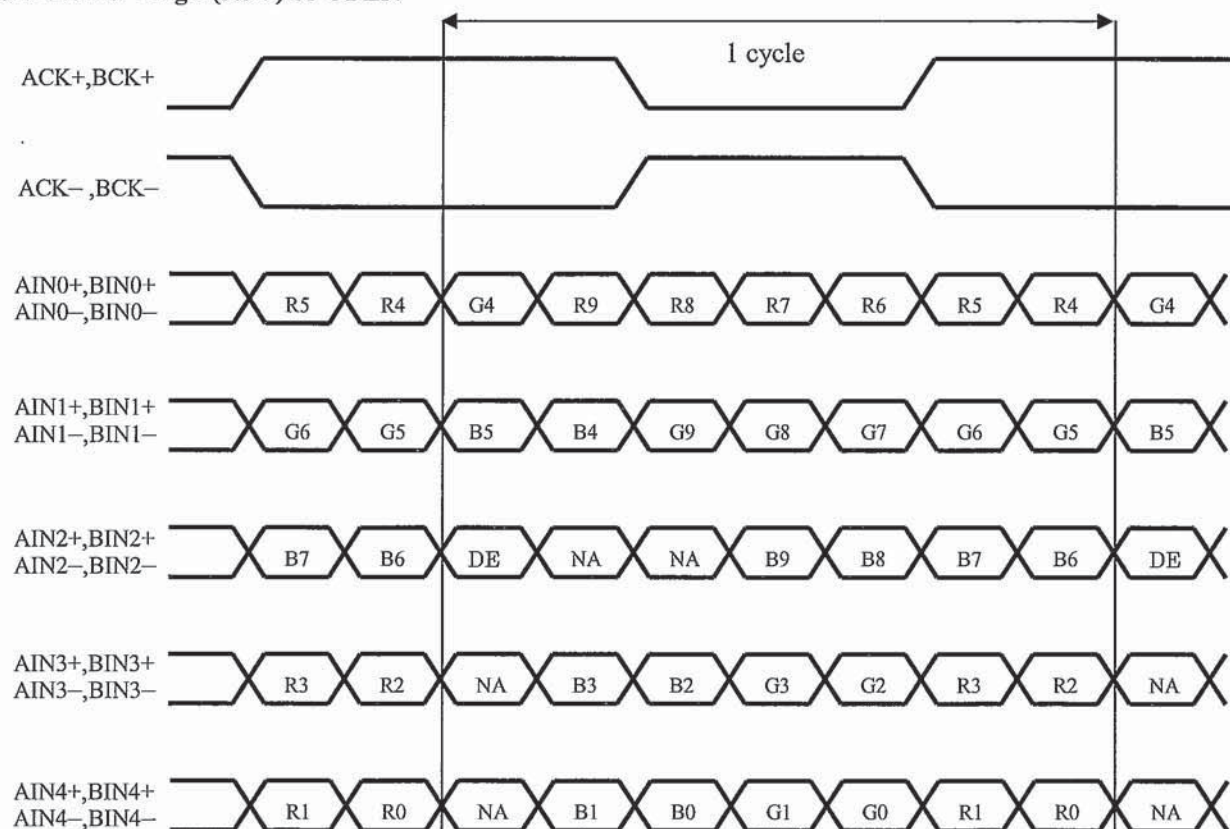 1 cycle
ACK+,BCK+
ACK− ,BCK−
AIN0+,BIN0+
AIN0−,BIN0−
R5 R4 G4 R9 R8 R7 R6 R5 R4 G4
AIN1+,BIN1+
AIN1−,BIN1−
G6 G5 B5 B4 G9 G8 G7 G6 G5 B5
AIN2+,BIN2+
AIN2−,BIN2−
B7 B6 DE NA NA B9 B8 B7 B6 DE
AIN3+,BIN3+
AIN3−,BIN3−
R3 R2 NA B3 B2 G3 G2 R3 R2 NA
AIN4+,BIN4+
AIN4−,BIN4−
R1 R0 NA B1 B0 G1 G0 R1 R0 NA